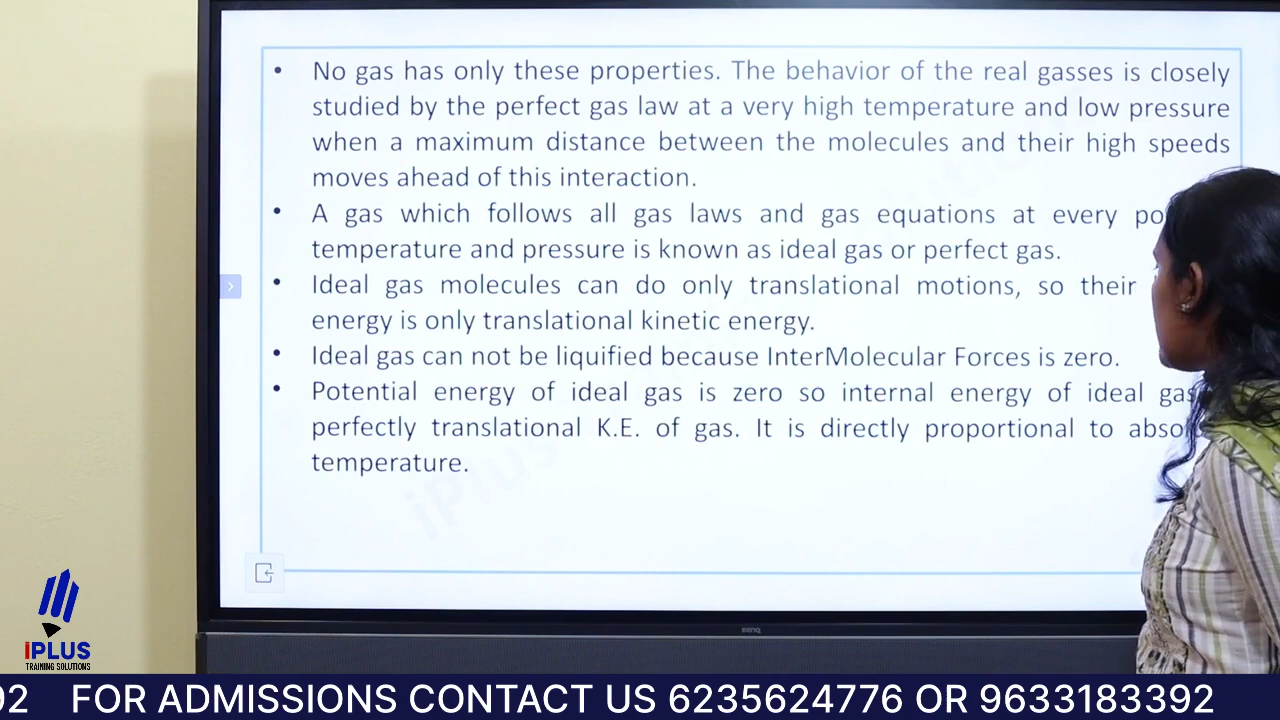 • No gas has only these properties. The behavior of the real gasses is closely
studied by the perfect gas law at a very high temperature and low pressure
when a maximum distance between the molecules and their high speeds
moves ahead of this interaction.
• A gas which follows all gas laws and gas equations at every
temperature and pressure is known as ideal gas or perfect gas.
• Ideal gas molecules can do only translational motions, so their
energy is only translational kinetic energy.
• Ideal gas can not be liquified because InterMolecular Forces is zero.
• Potential energy of ideal gas is zero so internal energy of ideal
perfectly translational K.E. of gas. It is directly proportional to
temperature.
BenQ
iPLUS
TRAINING SOLUTIONS
92 FOR ADMISSIONS CONTACT US 6235624776 OR 9633183392